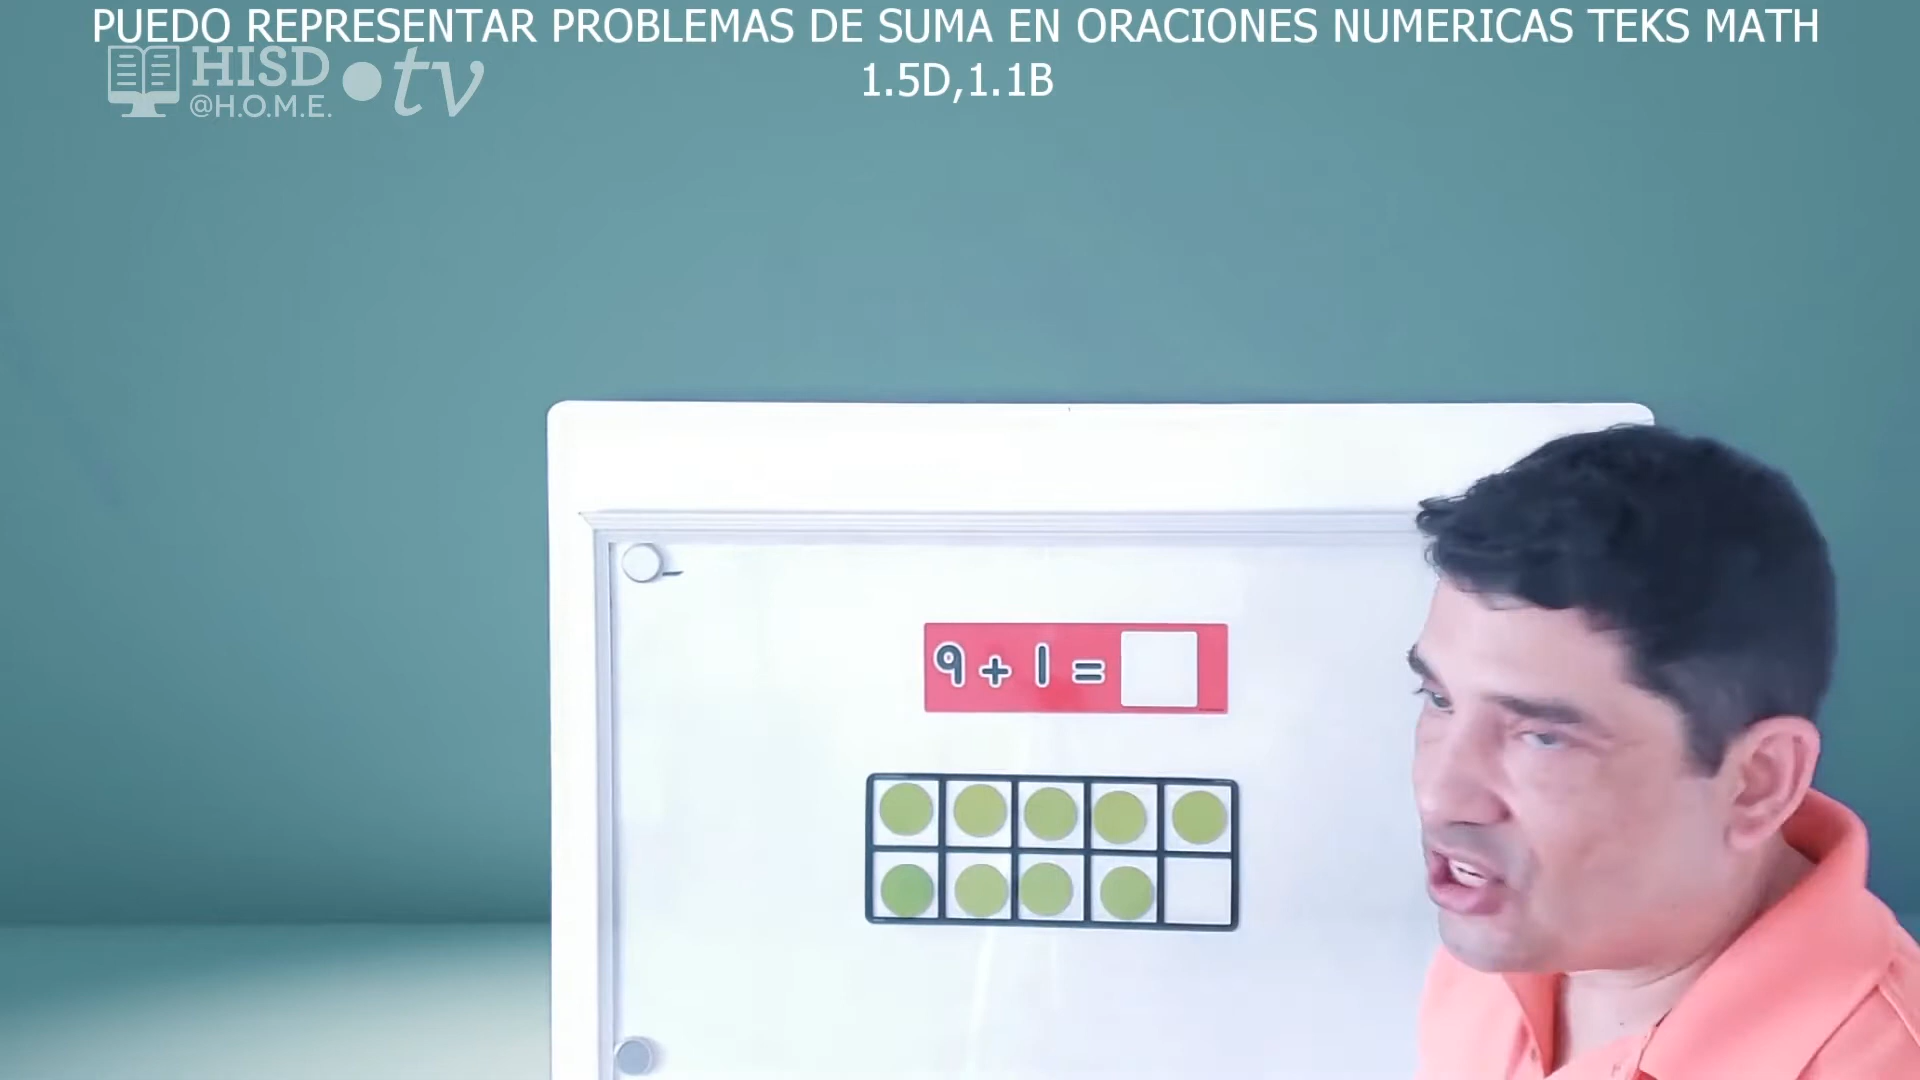 PUEDO REPRESENTAR PROBLEMAS DE SUMA EN ORACIONES NUMERICAS TEKS MATH
1.5D,1.1B
HISD
@H.O.M.E.
tv
9 + 1 =